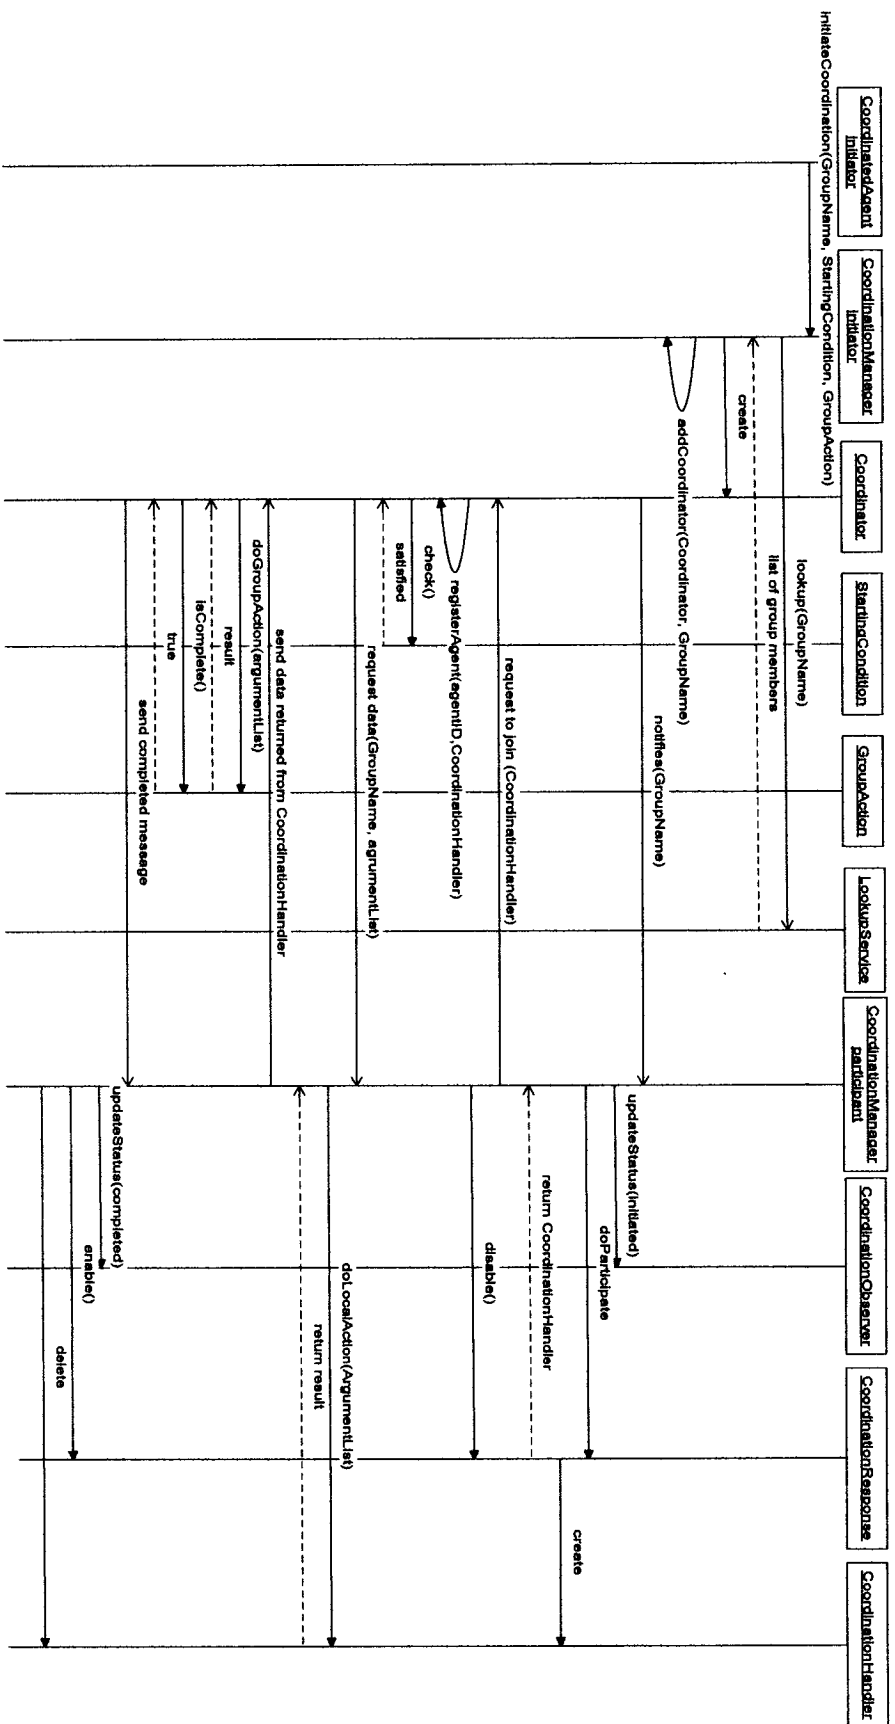 CoordinatedAgent
initiator
CoordinationManager
initiator
Coordinator
StartingCondition
GroupAction
LookupService
CoordinationManager
participant
CoordinationObserver
CoordinationResponse
CoordinationHandler
initiateCoordination(GroupName, StartingCondition, GroupAction)
lookup(GroupName)
list of group members
create
addCoordinator(Coordinator, GroupName)
notifies(GroupName)
updateStatus(initiated)
doParticipate
create
return CoordinationHandler
request to join (CoordinationHandler)
disable()
registerAgent(agentID,CoordinationHandler)
check()
satisfied
request data(GroupName, agrumentList)
doLocalAction(ArgumentList)
return result
send data returned from CoordinationHandler
doGroupAction(argumentList)
result
isComplete()
true
send completed message
updateStatus(completed)
enable()
delete